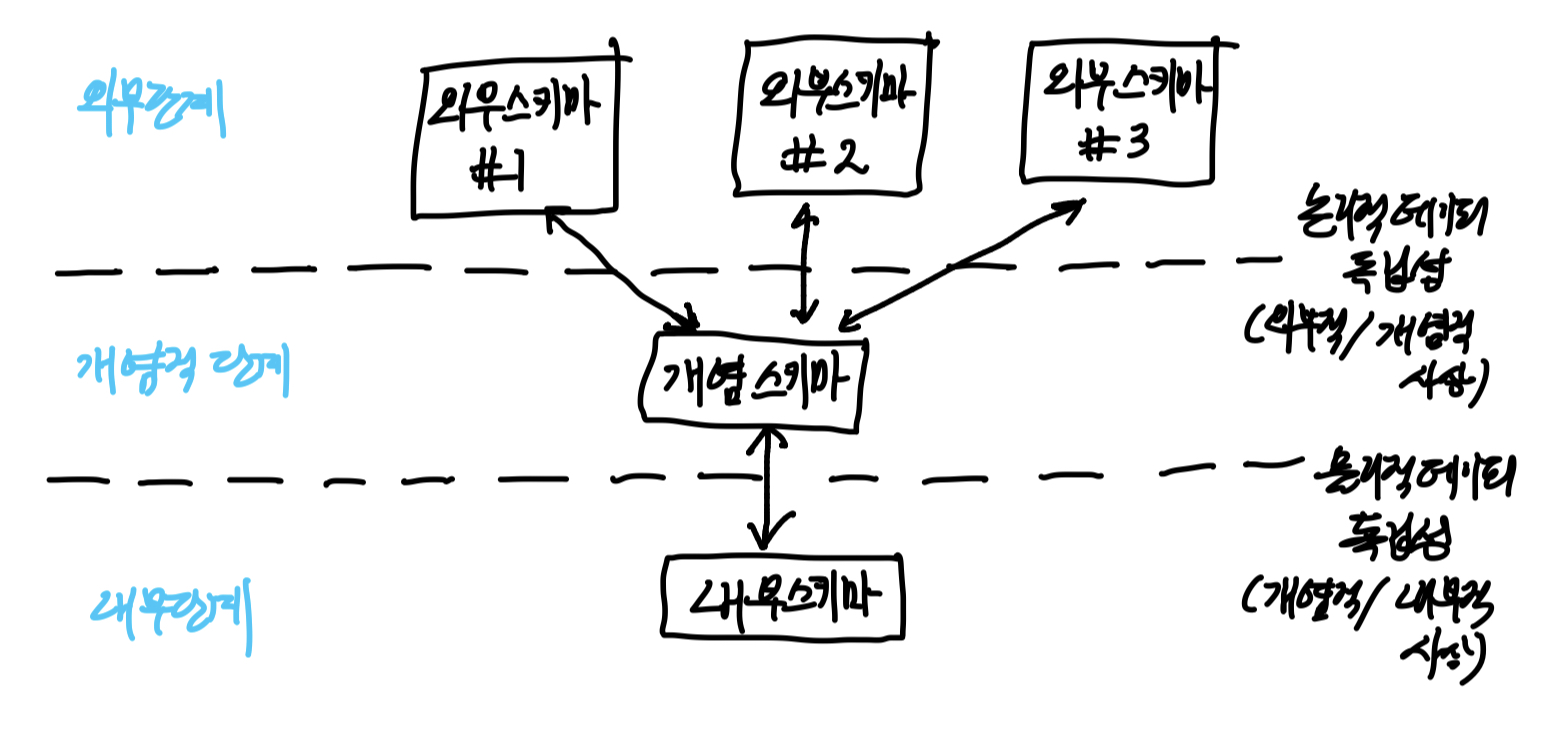 외부단계
외부스키마
#1
외부스키마
#2
외부스키마
#3
논리적 데이터
독립성
(외부적/개념적
사상)
개념적 단계
개념스키마
물리적 데이터
독립성
(개념적/내부적
사상)
내부단계
내부스키마